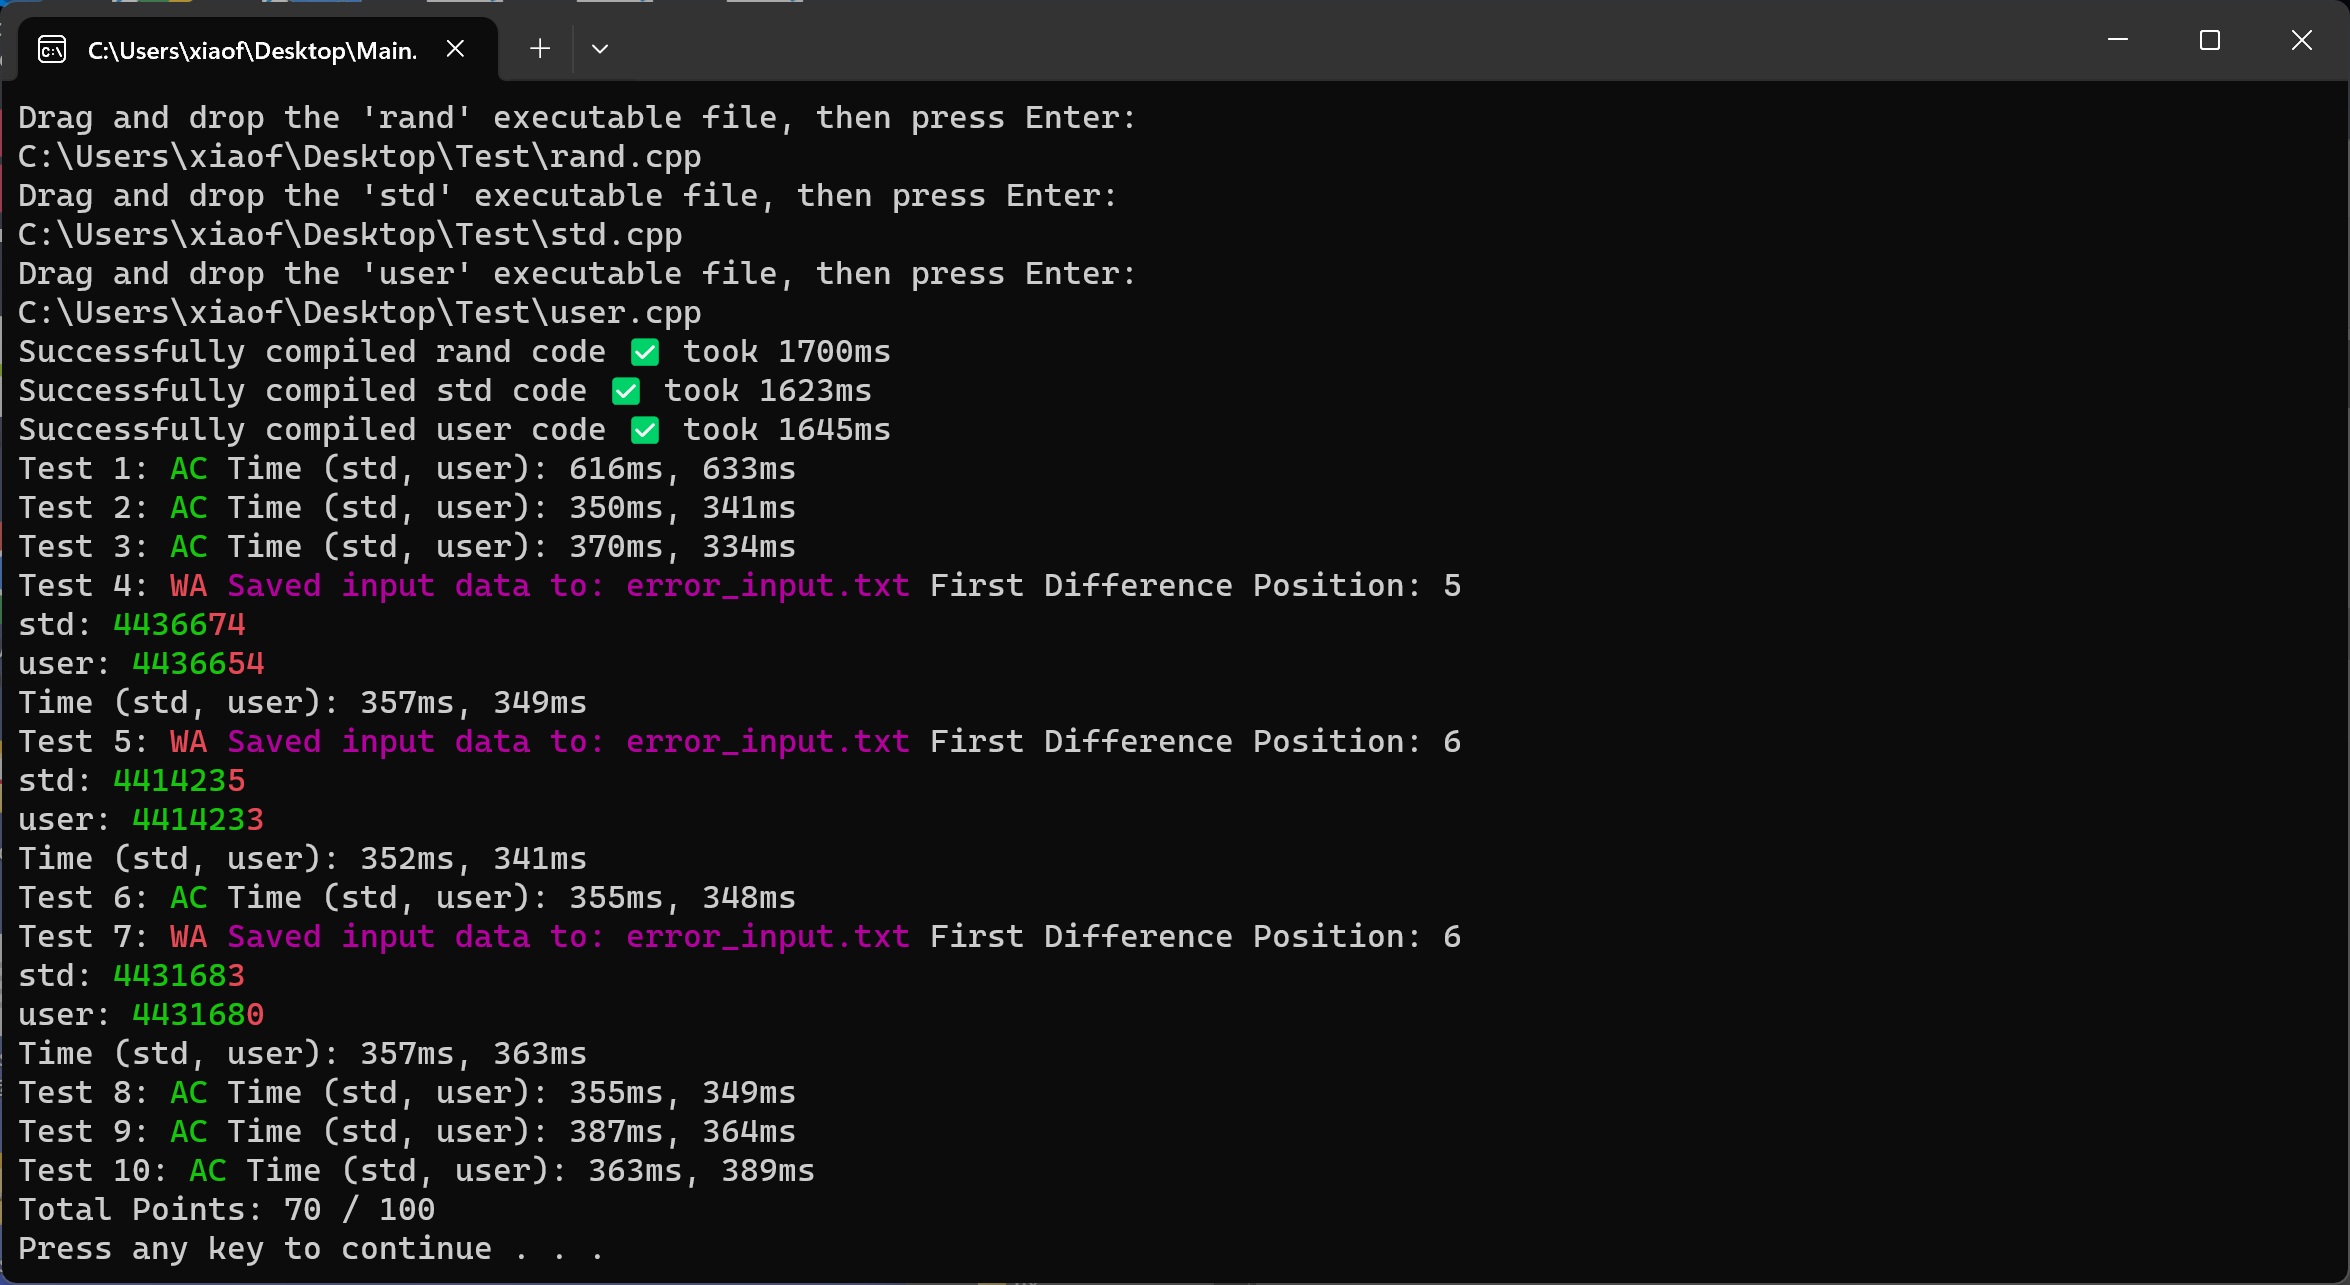 C:\Users\xiaof\Desktop\Main.
Drag and drop the 'rand' executable file, then press Enter:
C:\Users\xiaof\Desktop\Test\rand.cpp
Drag and drop the 'std' executable file, then press Enter:
C:\Users\xiaof\Desktop\Test\std.cpp
Drag and drop the 'user' executable file, then press Enter:
C:\Users\xiaof\Desktop\Test\user.cpp
Successfully compiled rand code ✅ took 1700ms
Successfully compiled std code ✅ took 1623ms
Successfully compiled user code ✅ took 1645ms
Test 1: AC Time (std, user): 616ms, 633ms
Test 2: AC Time (std, user): 350ms, 341ms
Test 3: AC Time (std, user): 370ms, 334ms
Test 4: WA Saved input data to: error_input.txt First Difference Position: 5
std: 4436674
user: 4436654
Time (std, user): 357ms, 349ms
Test 5: WA Saved input data to: error_input.txt First Difference Position: 6
std: 4414235
user: 4414233
Time (std, user): 352ms, 341ms
Test 6: AC Time (std, user): 355ms, 348ms
Test 7: WA Saved input data to: error_input.txt First Difference Position: 6
std: 4431683
user: 4431680
Time (std, user): 357ms, 363ms
Test 8: AC Time (std, user): 355ms, 349ms
Test 9: AC Time (std, user): 387ms, 364ms
Test 10: AC Time (std, user): 363ms, 389ms
Total Points: 70 / 100
Press any key to continue . . .